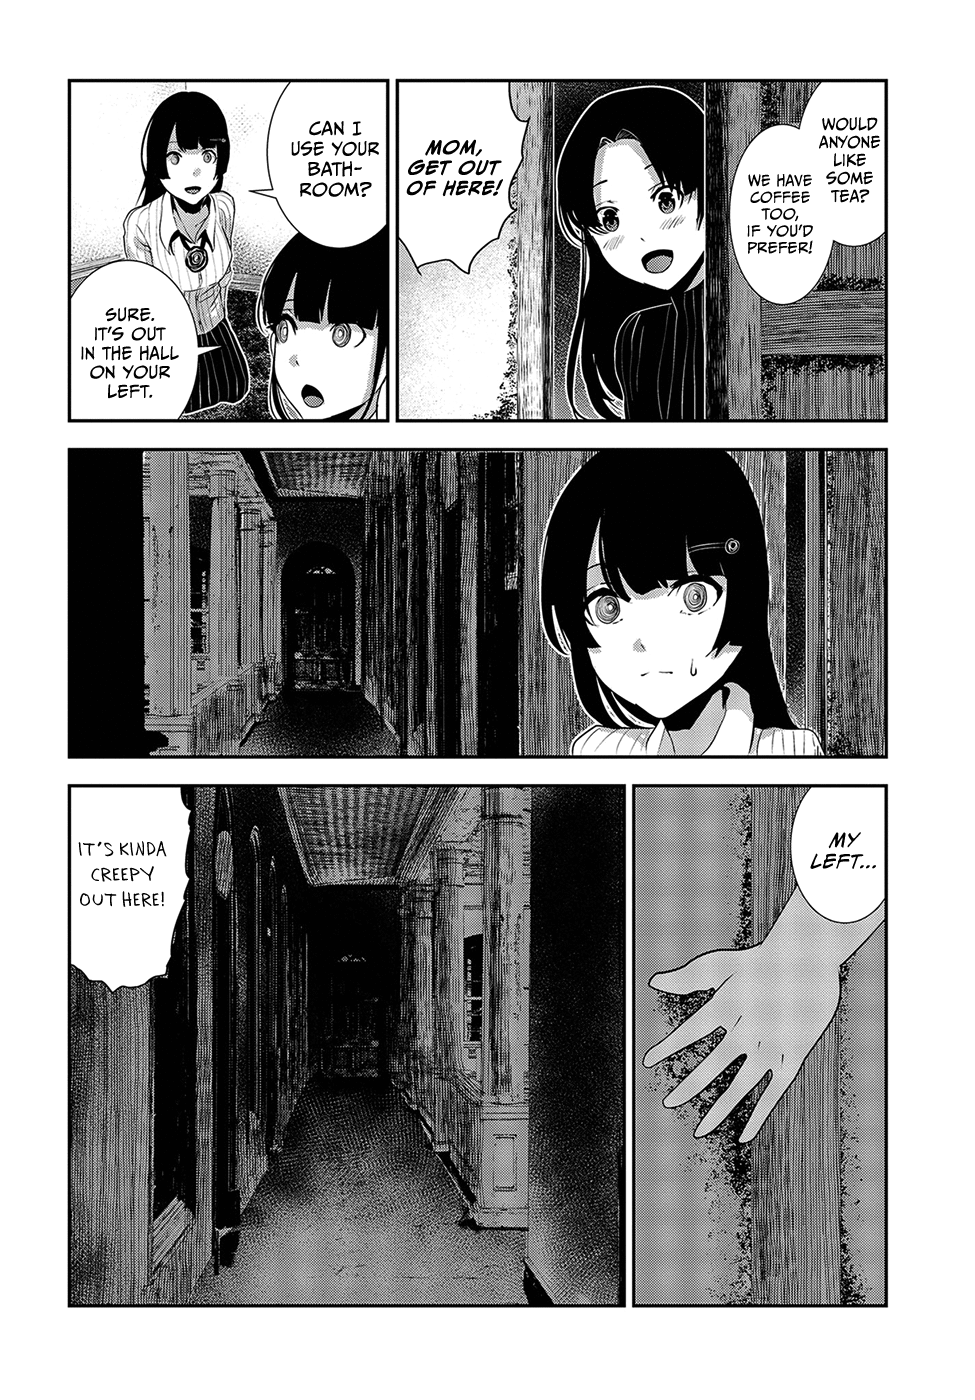 WOULD
ANYONE
LIKE
SOME
TEA?
WE HAVE
COFFEE
TOO,
IF YOU'D
PREFER!
MOM,
GET OUT
OF HERE!
CAN I
USE YOUR
BATH-
ROOM?
SURE.
IT'S OUT
IN THE HALL
ON YOUR
LEFT.
MY
LEFT...
IT'S KINDA
CREEPY
OUT HERE!